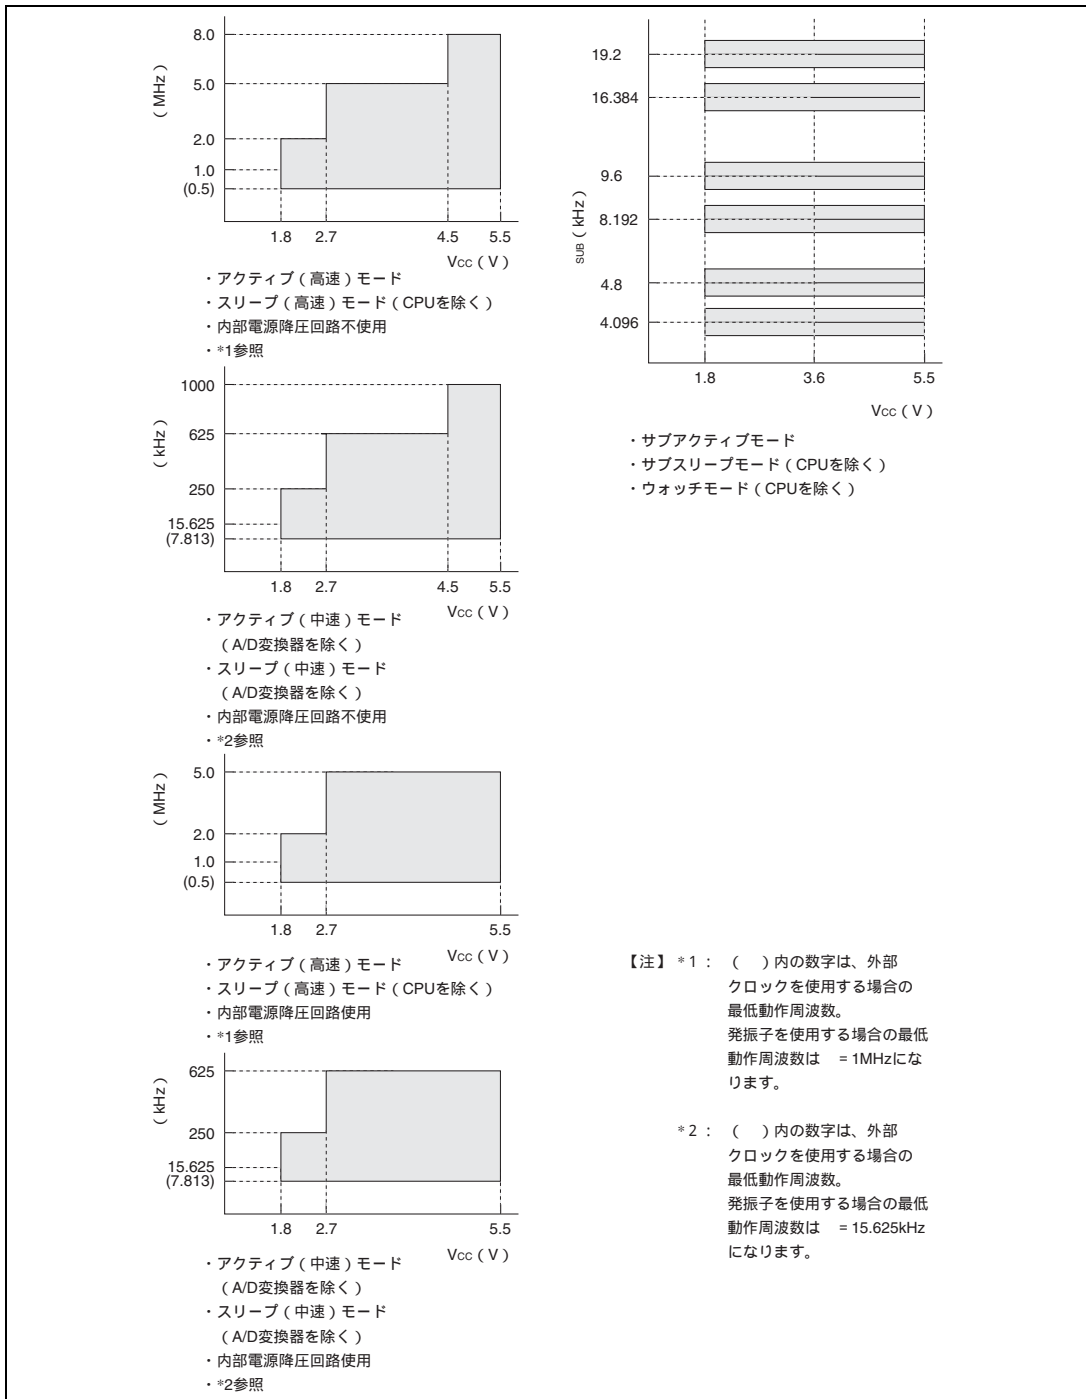 8.0
5.0
2.0
1.0
(0.5)
( MHz )
1.8 2.7 4.5 5.5
Vcc ( V )
・アクティブ（高速）モード
・スリープ（高速）モード（CPUを除く）
・内部電源降圧回路不使用
・*1参照
1000
625
250
15.625
(7.813)
( kHz )
1.8 2.7 4.5 5.5
Vcc ( V )
・アクティブ（中速）モード
（A/D変換器を除く）
・スリープ（中速）モード
（A/D変換器を除く）
・内部電源降圧回路不使用
・*2参照
5.0
2.0
1.0
(0.5)
( MHz )
1.8 2.7 5.5
Vcc ( V )
・アクティブ（高速）モード
・スリープ（高速）モード（CPUを除く）
・内部電源降圧回路使用
・*1参照
625
250
15.625
(7.813)
( kHz )
1.8 2.7 5.5
Vcc ( V )
・アクティブ（中速）モード
（A/D変換器を除く）
・スリープ（中速）モード
（A/D変換器を除く）
・内部電源降圧回路使用
・*2参照
19.2
16.384
9.6
8.192
4.8
4.096
SUB ( kHz )
1.8 3.6 5.5
Vcc ( V )
・サブアクティブモード
・サブスリープモード（CPUを除く）
・ウォッチモード（CPUを除く）
【注】 *1： （ ）内の数字は、外部
クロックを使用する場合の
最低動作周波数。
発振子を使用する場合の最低
動作周波数は =1MHzにな
ります。
*2： （ ）内の数字は、外部
クロックを使用する場合の
最低動作周波数。
発振子を使用する場合の最低
動作周波数は =15.625kHz
になります。